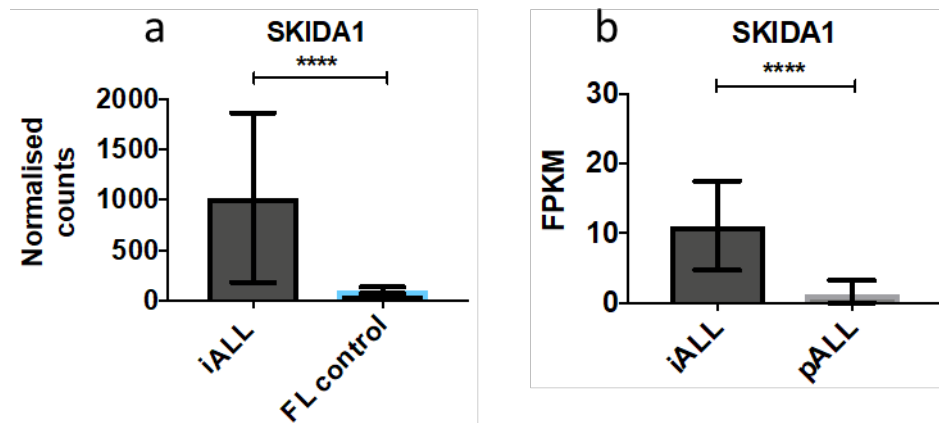 a
SKIDA1
****
2000
1500
1000
500
0
Normalised
counts
iALL
FL control
b
SKIDA1
****
30
20
10
0
FPKM
iALL
pALL